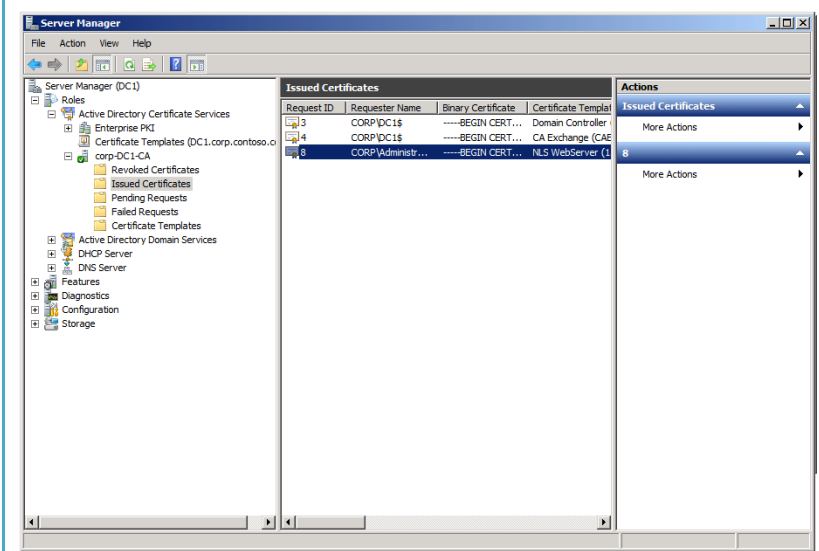 Server Manager
File Action View Help
Server Manager (DC1)
Roles
Active Directory Certificate Services
Enterprise PKI
Certificate Templates (DC1.corp.contoso.c
corp-DC1-CA
Revoked Certificates
Issued Certificates
Pending Requests
Failed Requests
Certificate Templates
Active Directory Domain Services
DHCP Server
DNS Server
Features
Diagnostics
Configuration
Storage
Issued Certificates
Request ID Requester Name Binary Certificate Certificate Templat
3 CORP\DC1$ -----BEGIN CERT... Domain Controller (
4 CORP\DC1$ -----BEGIN CERT... CA Exchange (CAE
8 CORP\Administr... -----BEGIN CERT... NLS WebServer (1
Actions
Issued Certificates
More Actions
8
More Actions